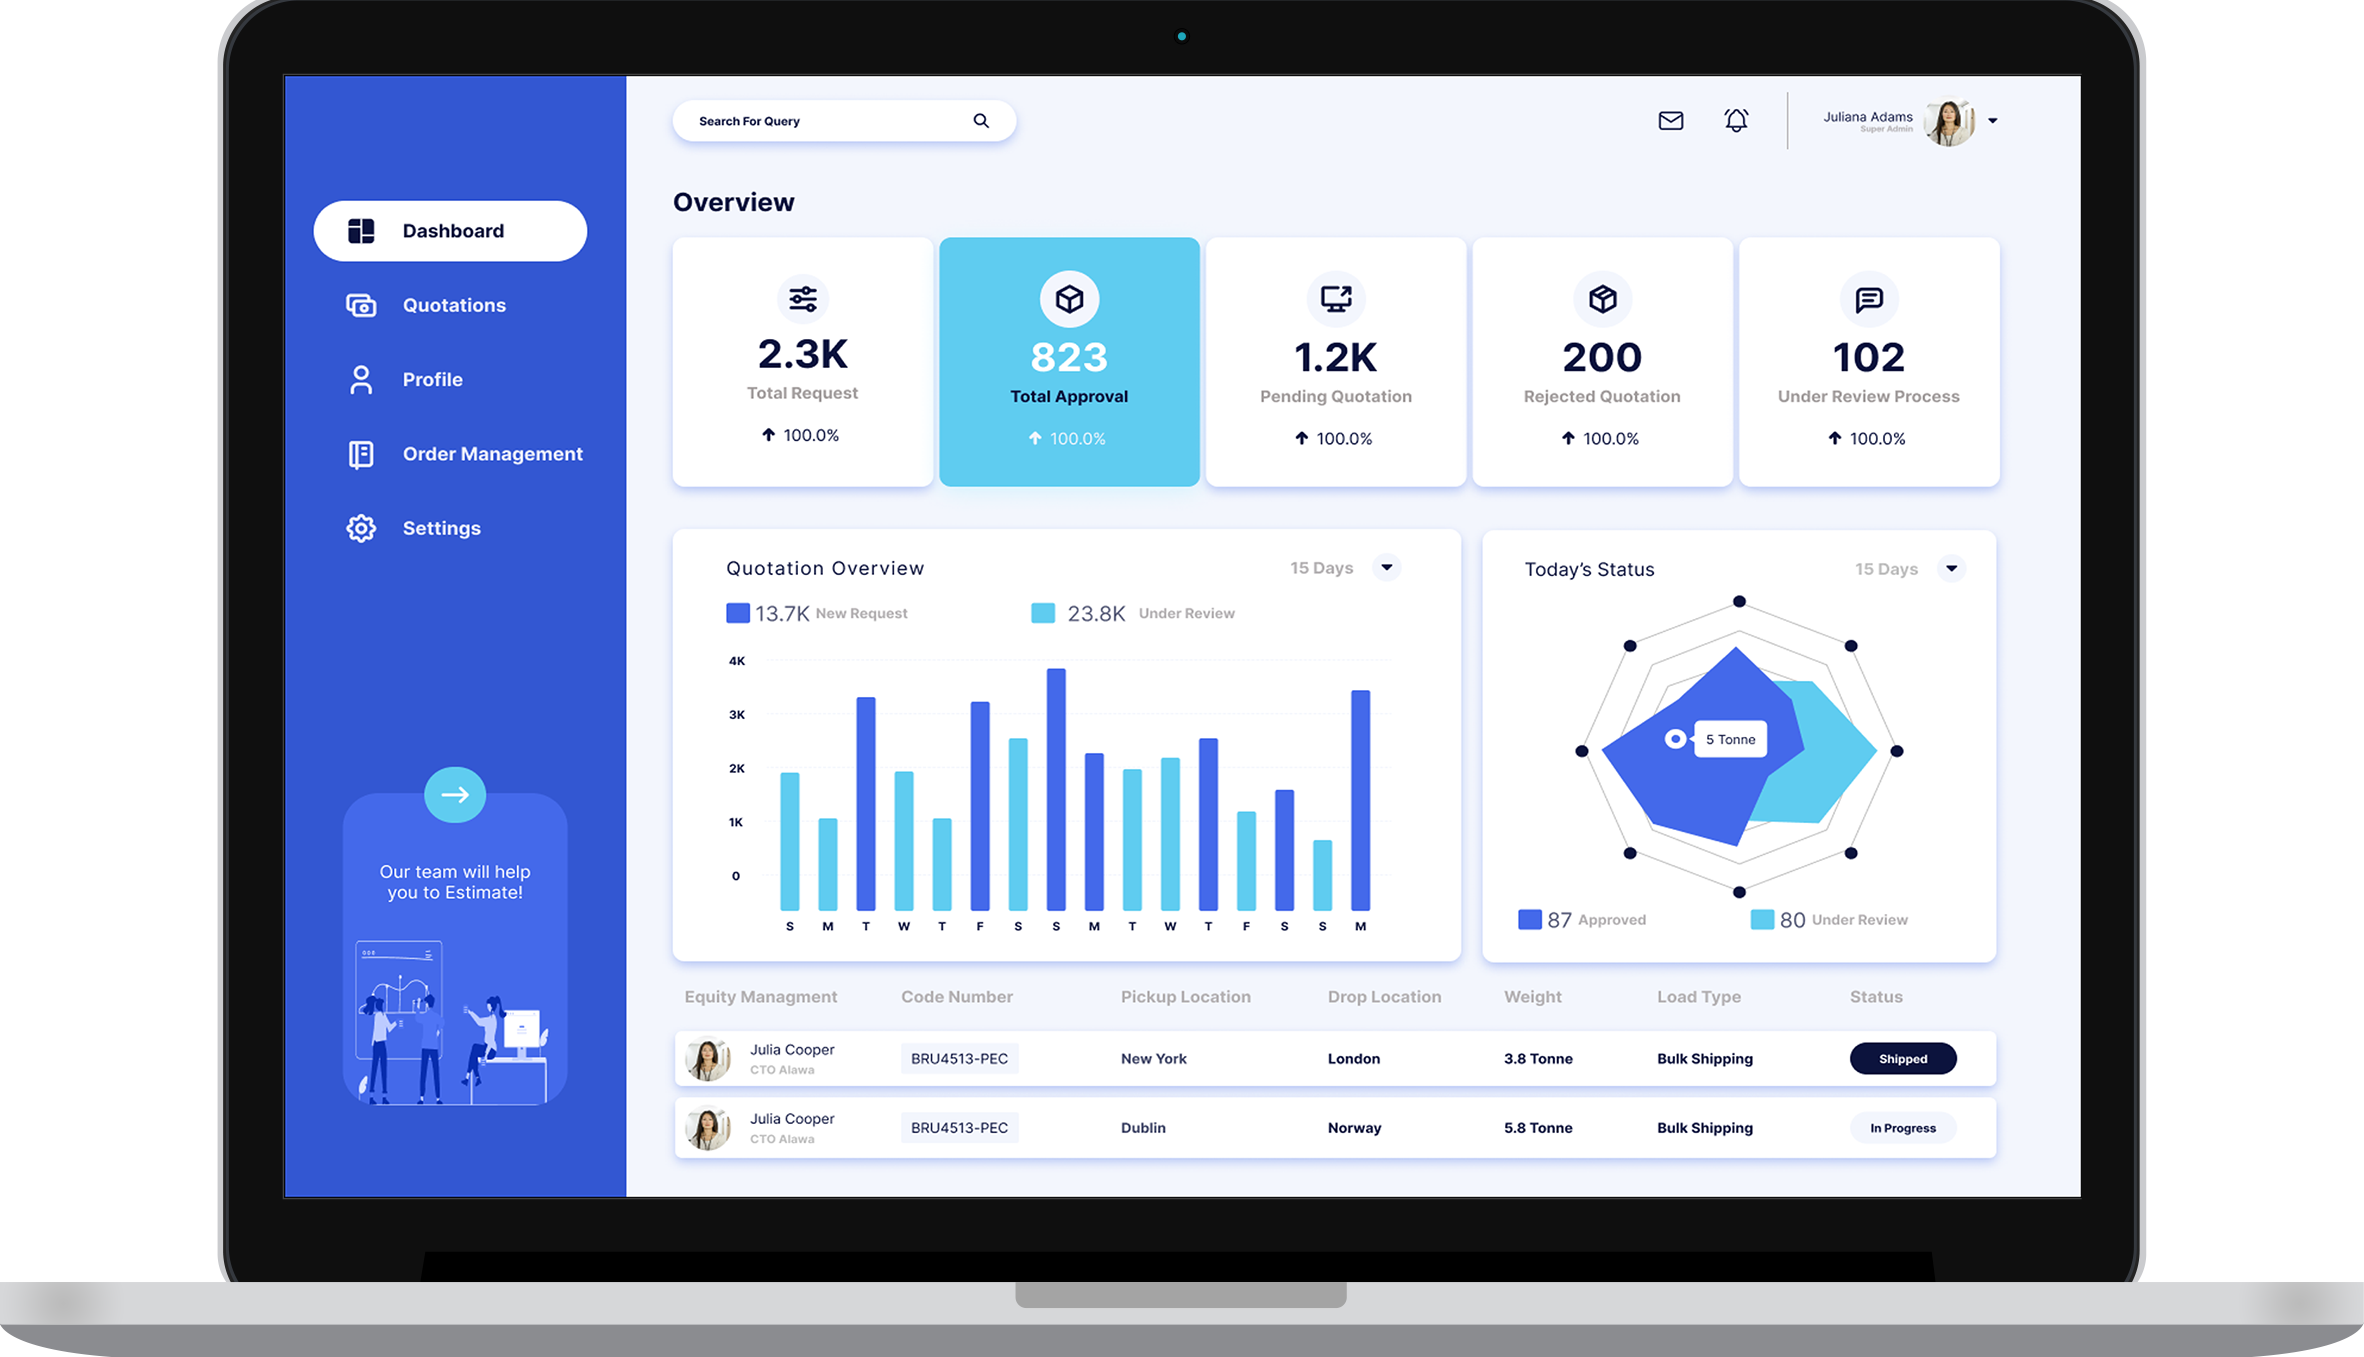 Search For Query
Juliana Adams
Super Admin
Dashboard
Quotations
Profile
Order Management
Settings
Our team will help
you to Estimate!
Overview
2.3K
Total Request
100.0%
823
Total Approval
100.0%
1.2K
Pending Quotation
100.0%
200
Rejected Quotation
100.0%
102
Under Review Process
100.0%
Quotation Overview
15 Days
13.7K New Request
23.8K Under Review
4K
3K
2K
1K
0
S M T W T F S S M T W T F S S M
Today's Status
15 Days
5 Tonne
87 Approved
80 Under Review
Equity Managment Code Number Pickup Location Drop Location Weight Load Type Status
Julia Cooper
CTO Alawa
BRU4513-PEC New York London 3.8 Tonne Bulk Shipping Shipped
Julia Cooper
CTO Alawa
BRU4513-PEC Dublin Norway 5.8 Tonne Bulk Shipping In Progress